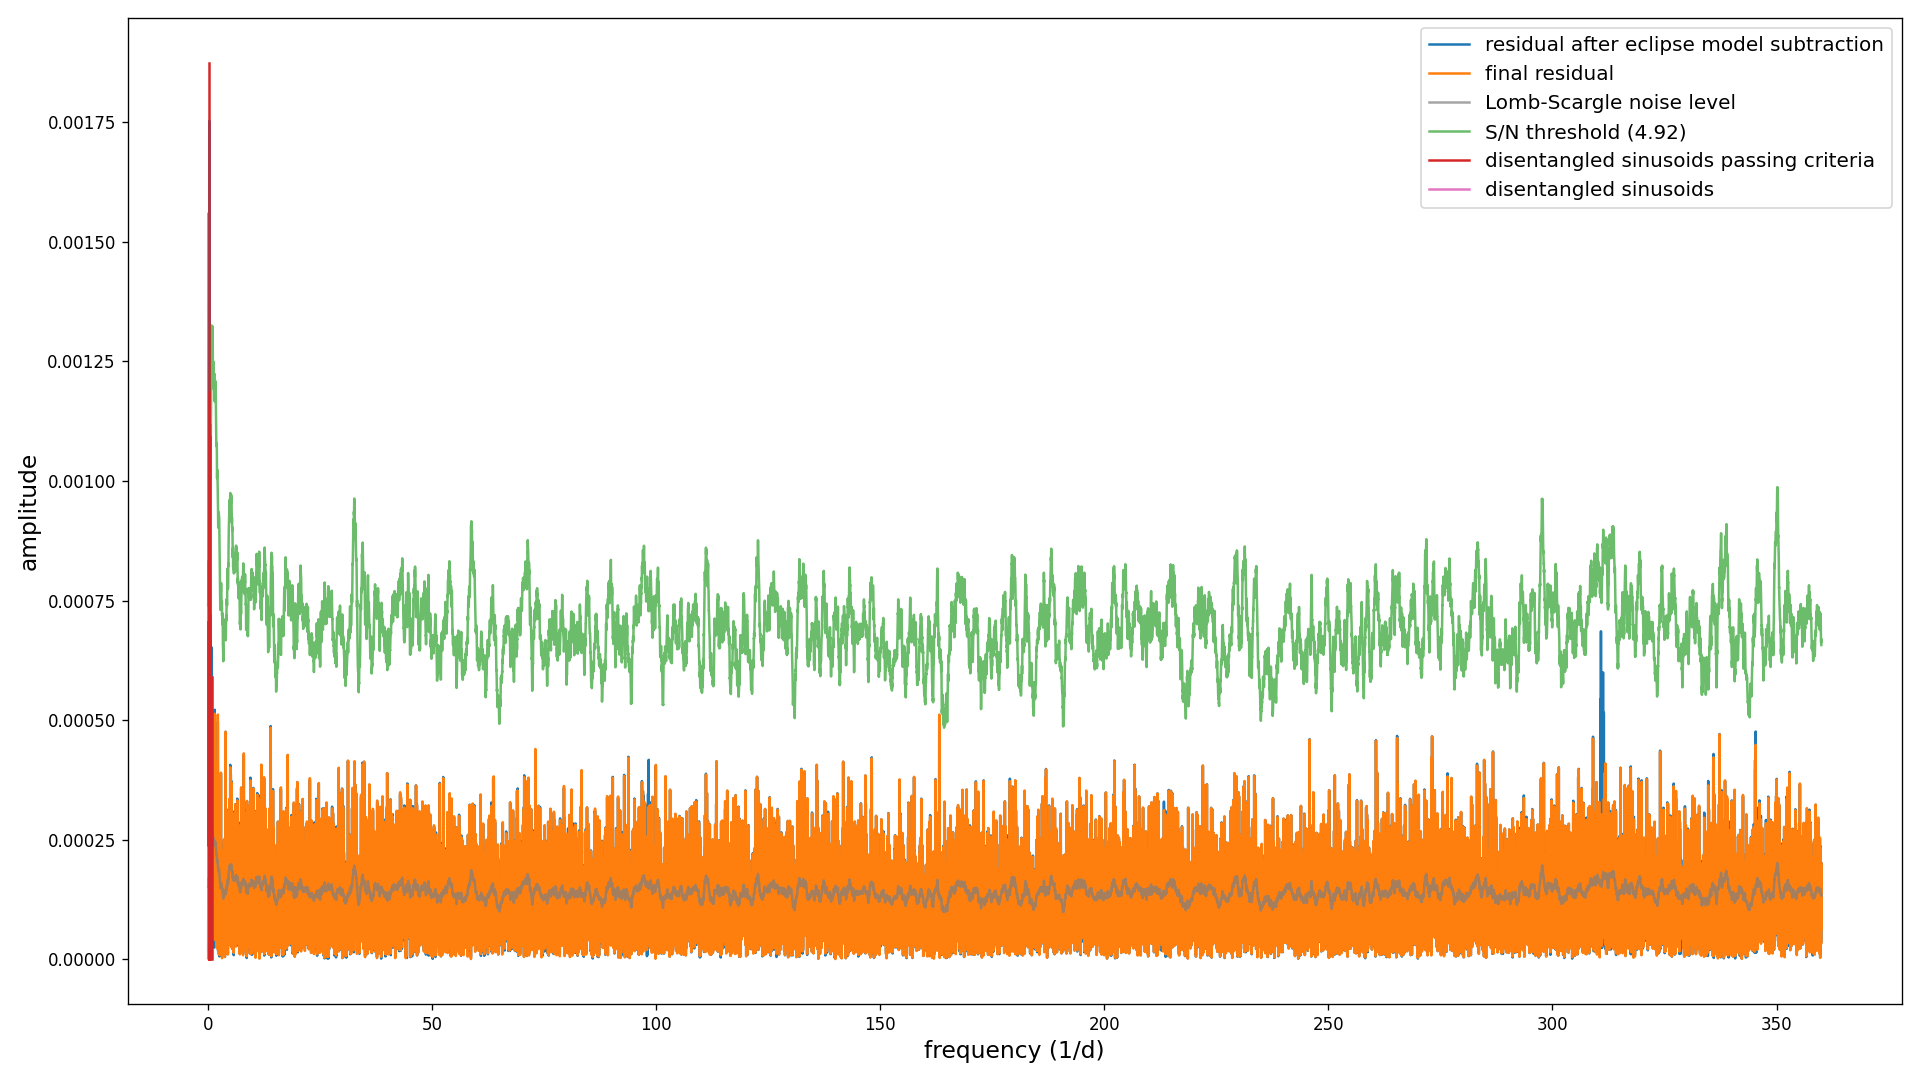 residual after eclipse model subtraction
final residual
Lomb-Scargle noise level
S/N threshold (4.92)
disentangled sinusoids passing criteria
disentangled sinusoids
0.00175
0.00150
0.00125
0.00100
0.00075
0.00050
0.00025
0.00000
amplitude
0 50 100 150 200 250 300 350
frequency (1/d)